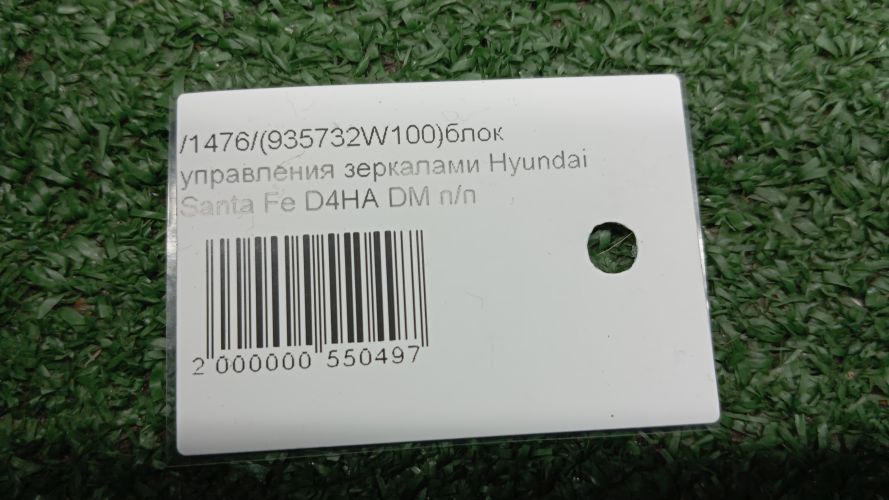 /1476/(935732W100)блок
управления зеркалами Hyundai
Santa Fe D4HA DM п/п
2 000000 550497